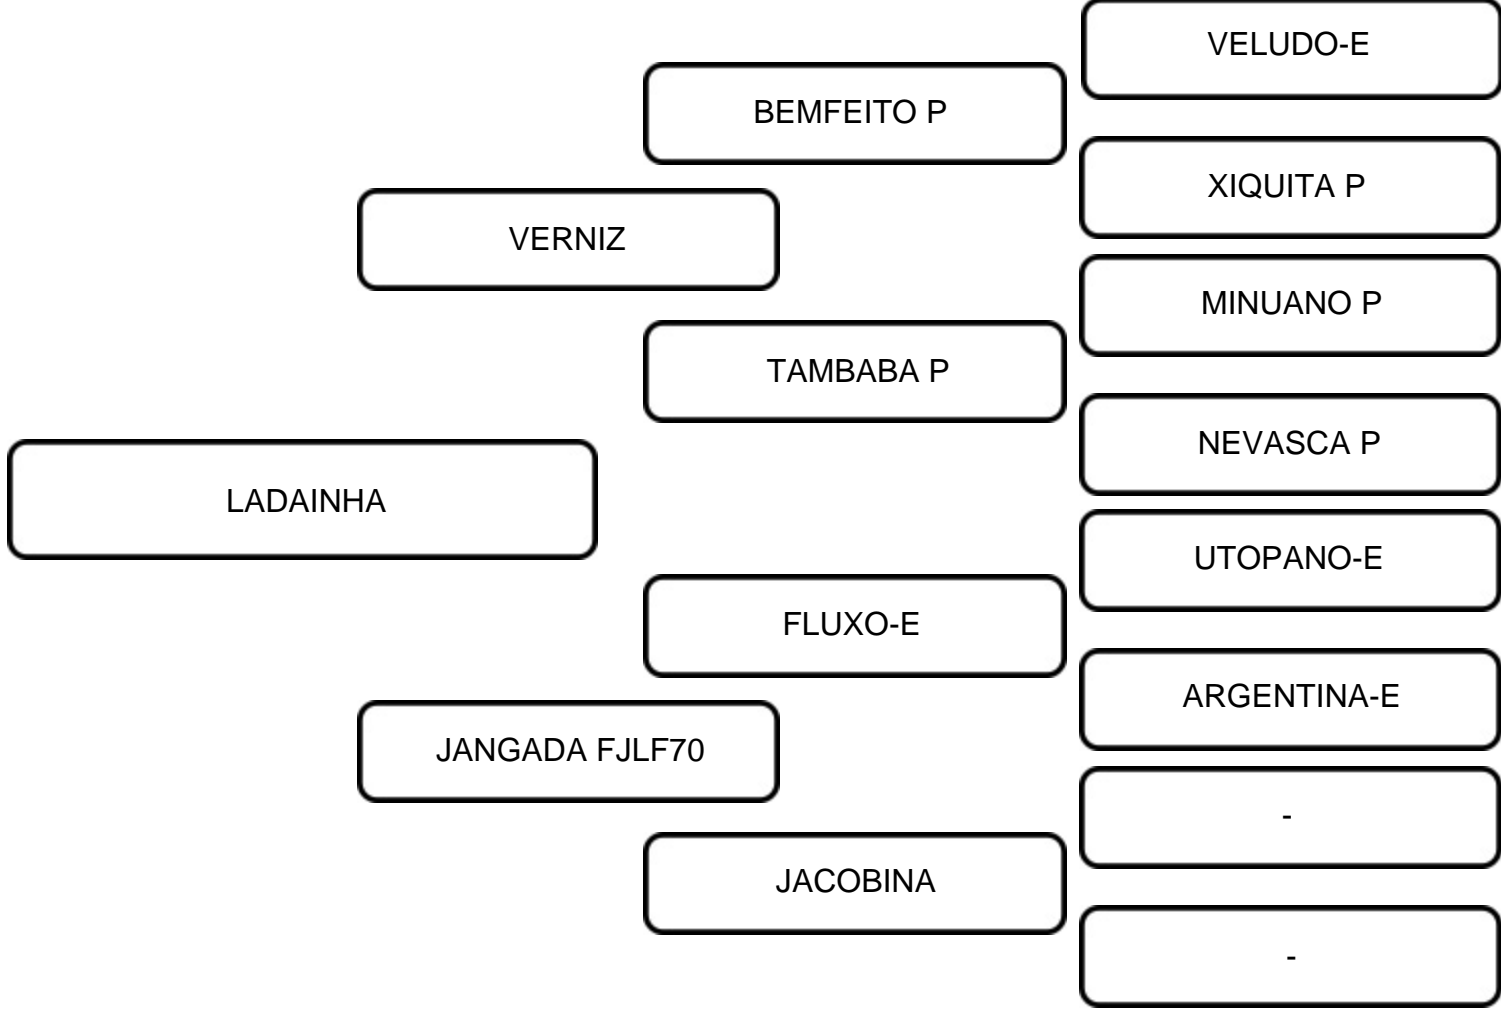 VELUDO-E
BEMFEITO P
XIQUITA P
VERNIZ
MINUANO P
TAMBABA P
NEVASCA P
LADAINHA
UTOPANO-E
FLUXO-E
ARGENTINA-E
JANGADA FJLF70
-
JACOBINA
-